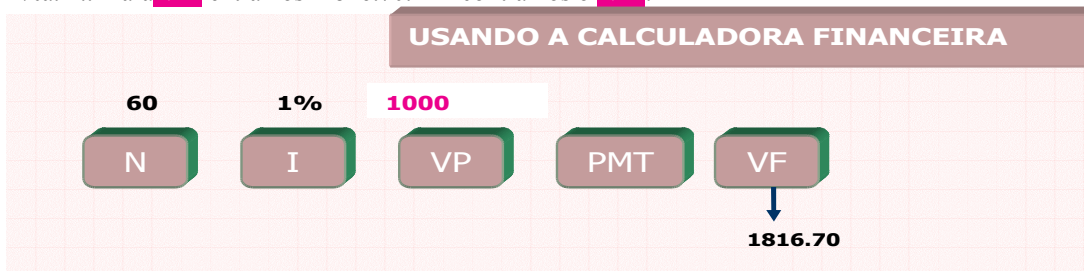 USANDO A CALCULADORA FINANCEIRA
60 1% 1000
N I VP PMT VF
1816.70